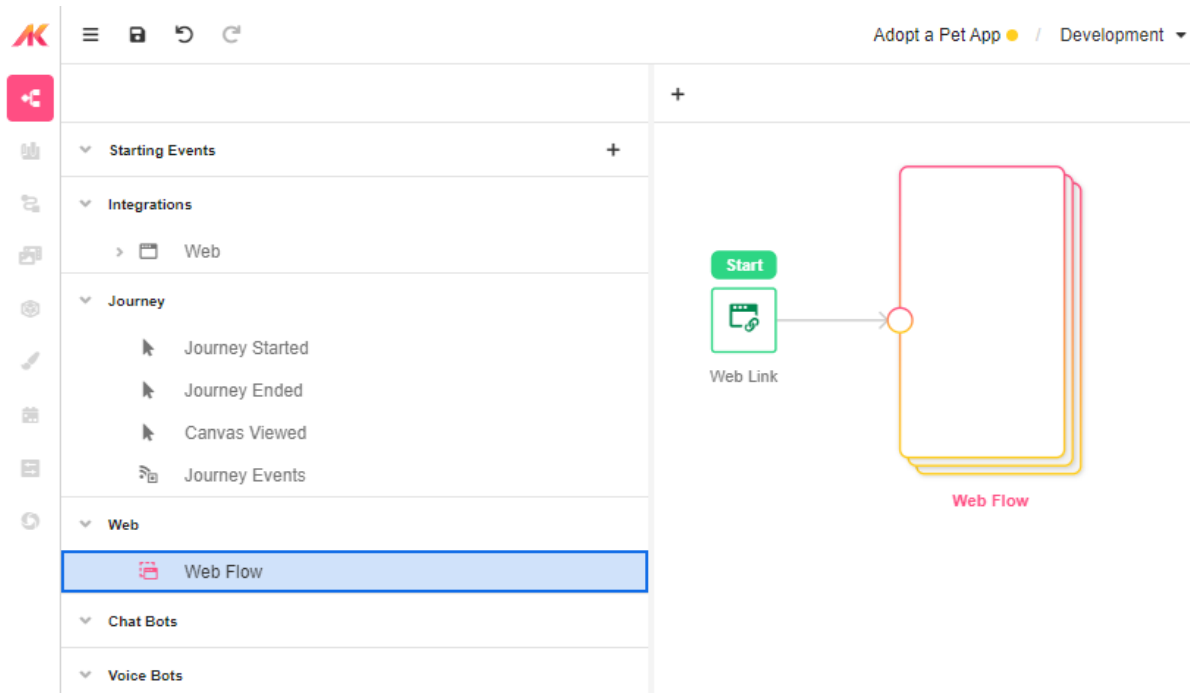 Adopt a Pet App / Development
Starting Events
Integrations
Web
Journey
Journey Started
Journey Ended
Canvas Viewed
Journey Events
Web
Web Flow
Chat Bots
Voice Bots
Start
Web Link
Web Flow